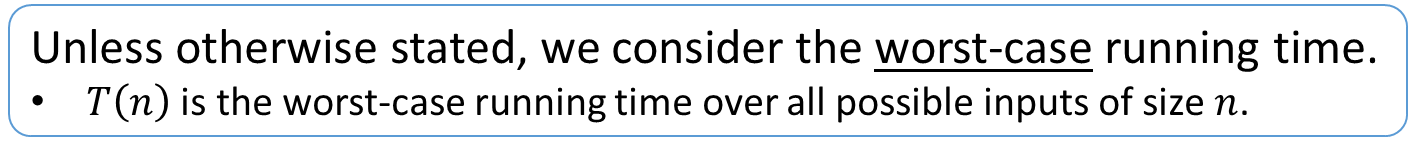 Unless otherwise stated, we consider the worst-case running time.
• T(n) is the worst-case running time over all possible inputs of size n.